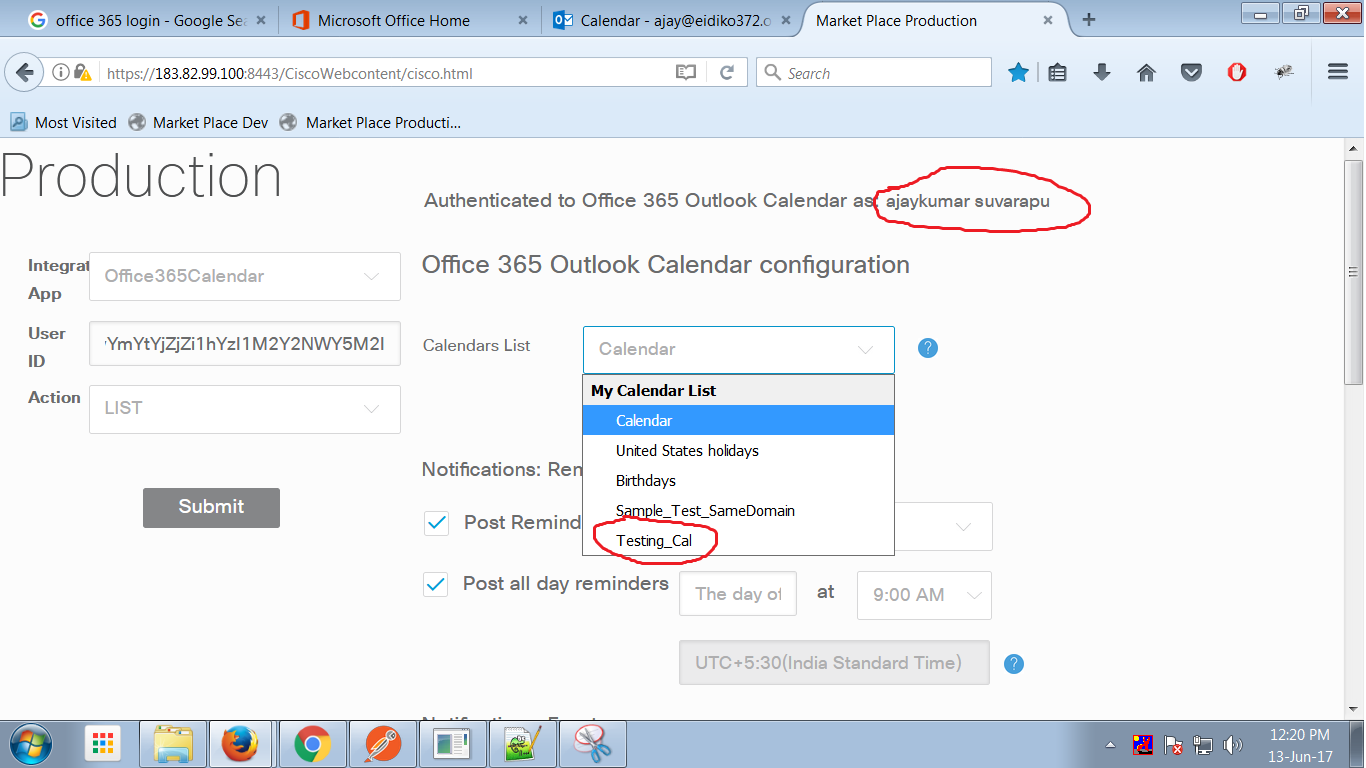 office 365 login - Google Sea
Microsoft Office Home
Calendar - ajay@eidiko372.o
Market Place Production
https://183.82.99.100:8443/CiscoWebcontent/cisco.html
Search
Most Visited
Market Place Dev
Market Place Producti...
Production
Authenticated to Office 365 Outlook Calendar as: ajaykumar suvarapu
Office 365 Outlook Calendar configuration
Integrat
App
Office365Calendar
User
ID
Action
LIST
Submit
Calendars List
Calendar
?
My Calendar List
Calendar
United States holidays
Birthdays
Sample_Test_SameDomain
Testing_Cal
Notifications: Rem
Post Remind
Post all day reminders
The day of
at
9:00 AM
UTC+5:30(India Standard Time)
?
12:20 PM
13-Jun-17